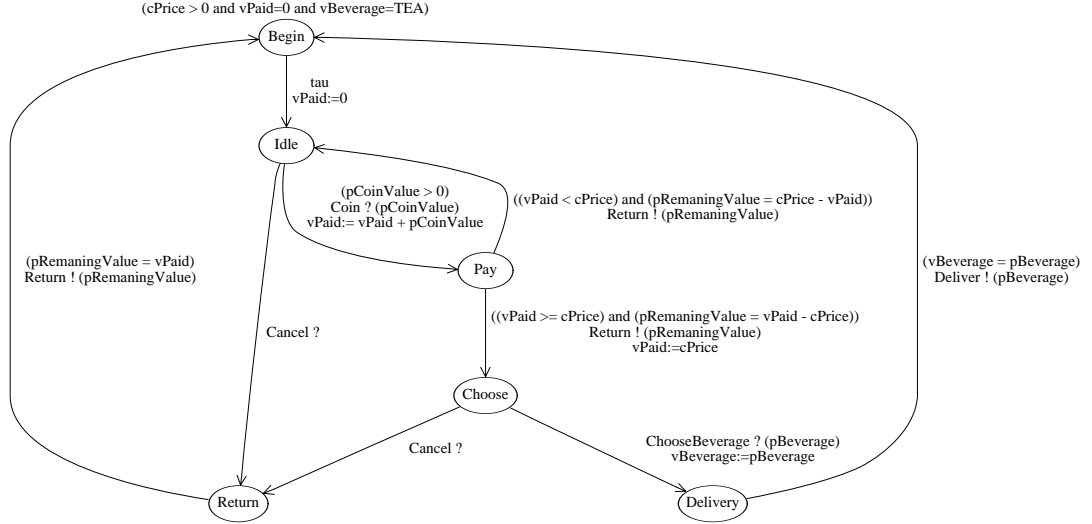 (cPrice > 0 and vPaid=0 and vBeverage=TEA)
Begin
tau
vPaid:=0
Idle
(pCoinValue > 0)
Coin ? (pCoinValue)
vPaid:= vPaid + pCoinValue
((vPaid < cPrice) and (pRemaningValue = cPrice - vPaid))
Return ! (pRemaningValue)
(pRemaningValue = vPaid)
Return ! (pRemaningValue)
Pay
(vBeverage = pBeverage)
Deliver ! (pBeverage)
Cancel ?
((vPaid >= cPrice) and (pRemaningValue = vPaid - cPrice))
Return ! (pRemaningValue)
vPaid:=cPrice
Choose
Cancel ?
ChooseBeverage ? (pBeverage)
vBeverage:=pBeverage
Return
Delivery